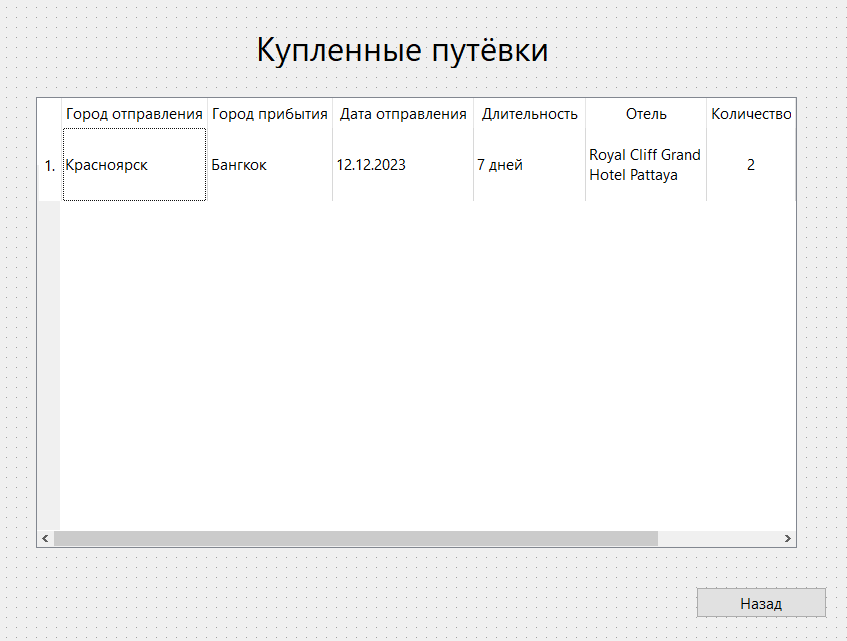 Купленные путёвки
Город отправления Город прибытия Дата отправления Длительность Отель Количество
1. Красноярск Бангкок 12.12.2023 7 дней Royal Cliff Grand Hotel Pattaya 2
Назад